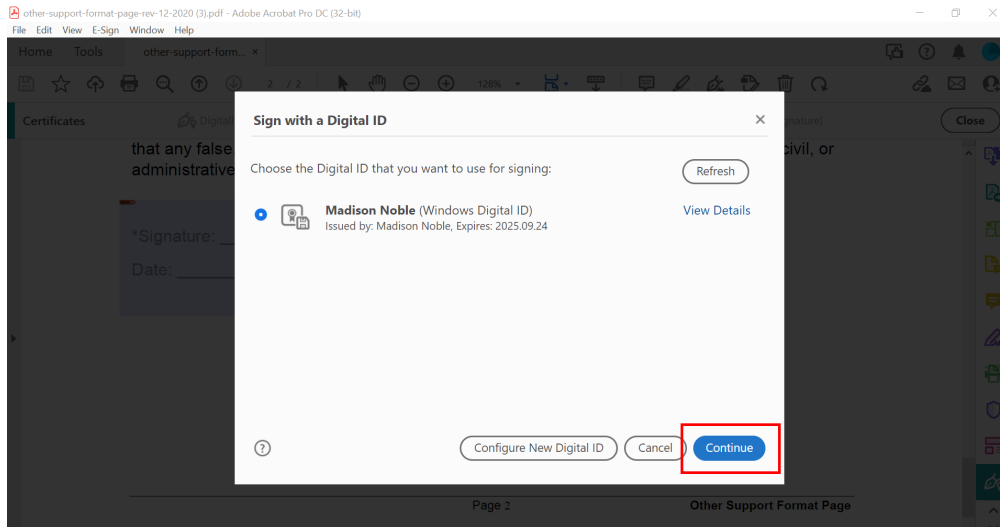 other-support-format-page-rev-12-2020 (3).pdf - Adobe Acrobat Pro DC (32-bit)
File Edit View E-Sign Window Help
Home Tools other-support-form... ×
2 / 2 128%
Certificates Digitall nature) Close
that any false civil, or
administrative
*Signature: __
Date: ______
Sign with a Digital ID
Choose the Digital ID that you want to use for signing:
Refresh
Madison Noble (Windows Digital ID)
View Details
Issued by: Madison Noble, Expires: 2025.09.24
Configure New Digital ID Cancel Continue
Page 2 Other Support Format Page